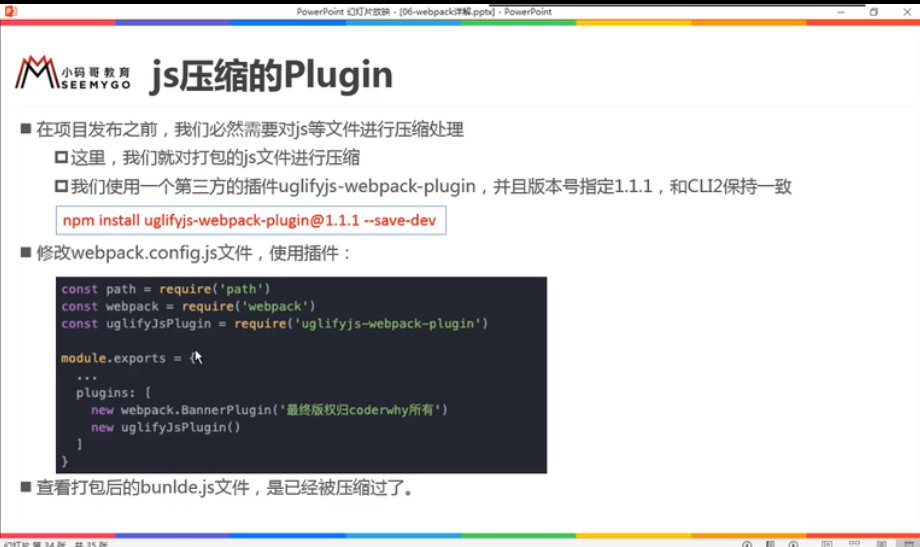 PowerPoint 幻灯片放映 - [06-webpack详解.pptx] - PowerPoint
小码哥教育
SEEMYGO
js压缩的Plugin
在项目发布之前，我们必然需要对js等文件进行压缩处理
这里，我们就对打包的js文件进行压缩
我们使用一个第三方的插件uglifyjs-webpack-plugin，并且版本号指定1.1.1，和CLI2保持一致
npm install uglifyjs-webpack-plugin@1.1.1 --save-dev
修改webpack.config.js文件，使用插件：
const path = require('path')
const webpack = require('webpack')
const uglifyJsPlugin = require('uglifyjs-webpack-plugin')
module.exports = {
...
plugins: [
new webpack.BannerPlugin('最终版权归coderwhy所有')
new uglifyJsPlugin()
]
}
查看打包后的bunlde.js文件，是已经被压缩过了。
幻灯片 第 34 张，共 35 张